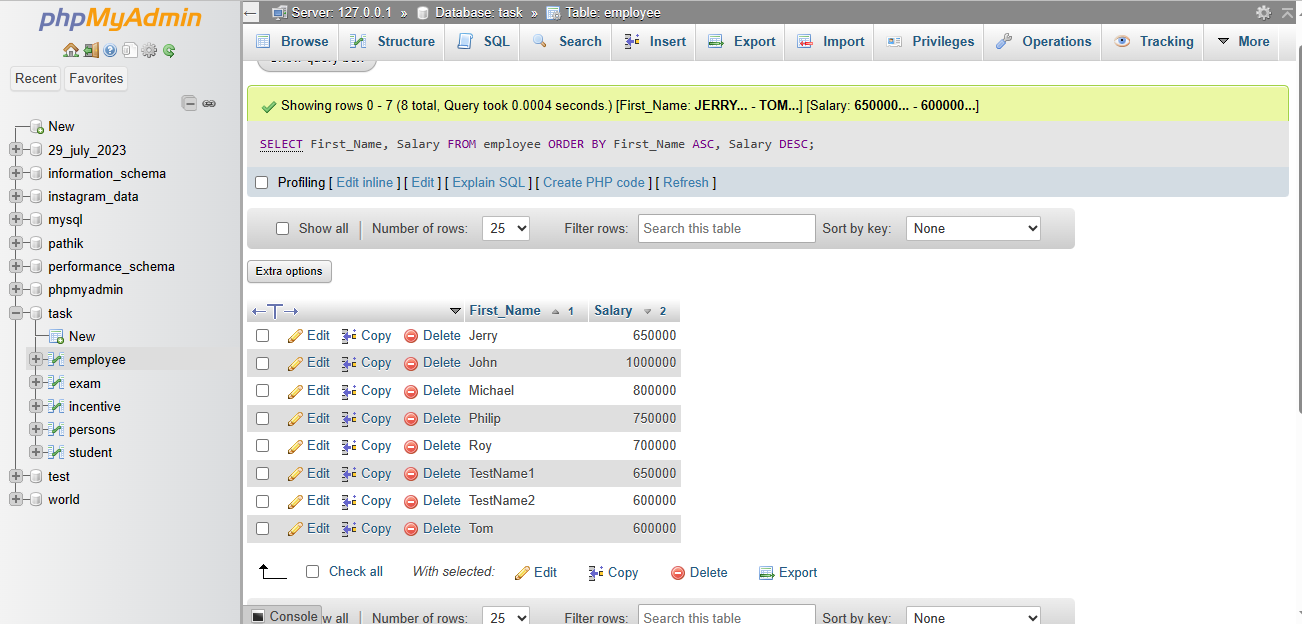 phpMyAdmin
Recent Favorites
New
29_july_2023
information_schema
instagram_data
mysql
pathik
performance_schema
phpmyadmin
task
New
employee
exam
incentive
persons
student
test
world
Server: 127.0.0.1 » Database: task » Table: employee
Browse Structure SQL Search Insert Export Import Privileges Operations Tracking More
Show query box
Showing rows 0 - 7 (8 total, Query took 0.0004 seconds.) [First_Name: JERRY... - TOM...] [Salary: 650000... - 600000...]
SELECT First_Name, Salary FROM employee ORDER BY First_Name ASC, Salary DESC;
Profiling [ Edit inline ] [ Edit ] [ Explain SQL ] [ Create PHP code ] [ Refresh ]
Show all Number of rows: 25 Filter rows: Search this table Sort by key: None
Extra options
First_Name 1 Salary 2
Edit Copy Delete Jerry 650000
Edit Copy Delete John 1000000
Edit Copy Delete Michael 800000
Edit Copy Delete Philip 750000
Edit Copy Delete Roy 700000
Edit Copy Delete TestName1 650000
Edit Copy Delete TestName2 600000
Edit Copy Delete Tom 600000
Check all With selected: Edit Copy Delete Export
Console w all Number of rows: 25 Filter rows: Search this table Sort by key: None